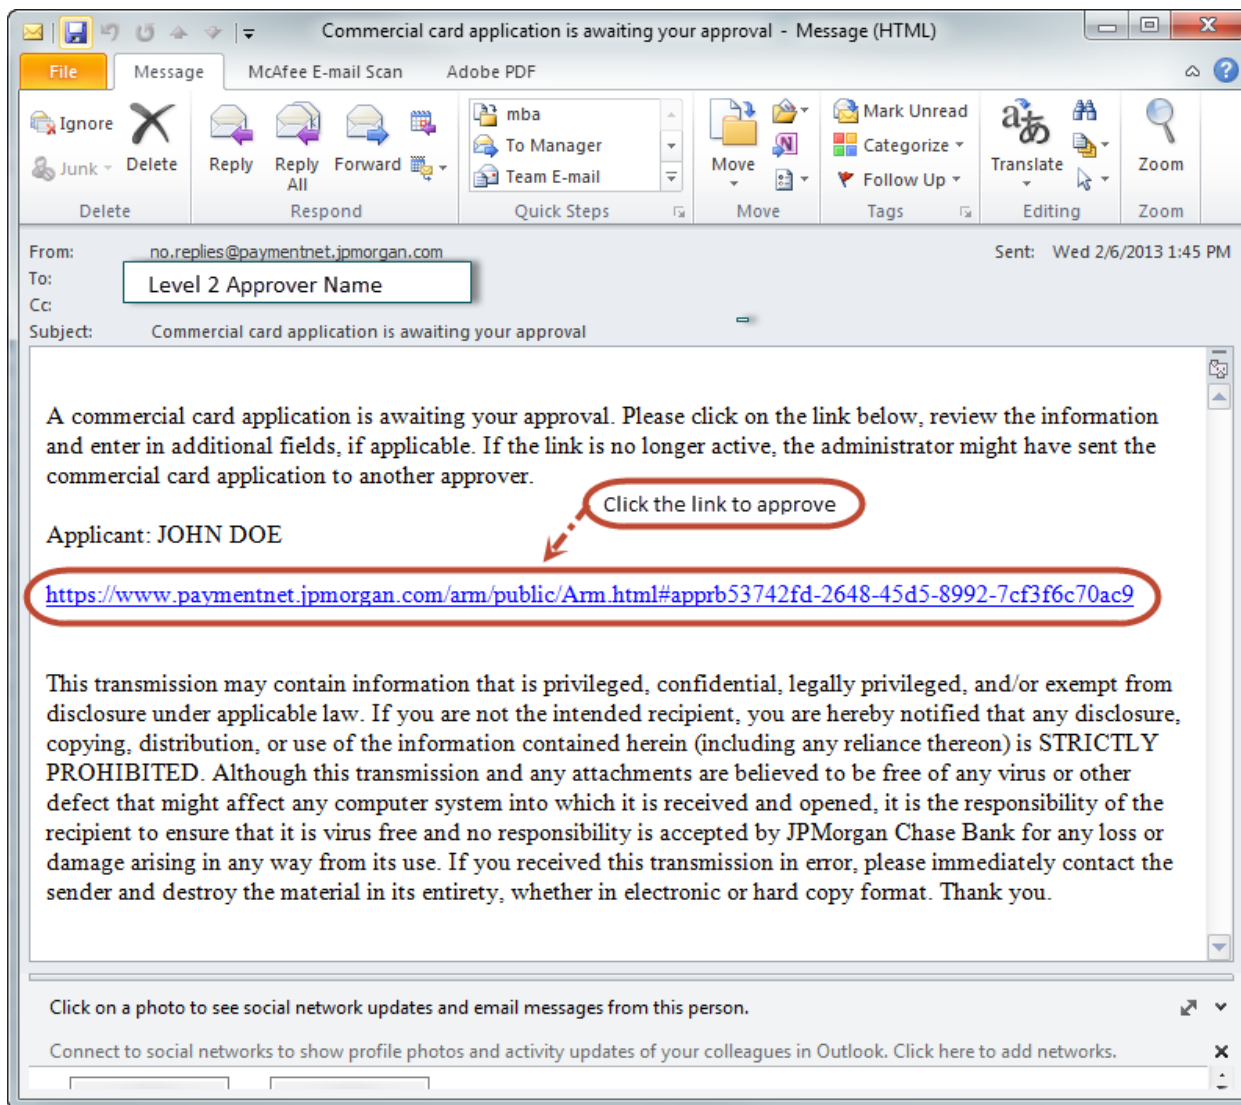 Commercial card application is awaiting your approval - Message (HTML)
File Message McAfee E-mail Scan Adobe PDF
Ignore
Junk
Delete
Delete
Reply
Reply All
Forward
Respond
mba
To Manager
Team E-mail
Quick Steps
Move
Move
Mark Unread
Categorize
Follow Up
Tags
Translate
Editing
Zoom
Zoom
From: no.replies@paymentnet.jpmorgan.com Sent: Wed 2/6/2013 1:45 PM
To: Level 2 Approver Name
Cc:
Subject: Commercial card application is awaiting your approval
A commercial card application is awaiting your approval. Please click on the link below, review the information
and enter in additional fields, if applicable. If the link is no longer active, the administrator might have sent the
commercial card application to another approver.
Click the link to approve
Applicant: JOHN DOE
https://www.paymentnet.jpmorgan.com/arm/public/Arm.html#apprb53742fd-2648-45d5-8992-7cf3f6c70ac9
This transmission may contain information that is privileged, confidential, legally privileged, and/or exempt from
disclosure under applicable law. If you are not the intended recipient, you are hereby notified that any disclosure,
copying, distribution, or use of the information contained herein (including any reliance thereon) is STRICTLY
PROHIBITED. Although this transmission and any attachments are believed to be free of any virus or other
defect that might affect any computer system into which it is received and opened, it is the responsibility of the
recipient to ensure that it is virus free and no responsibility is accepted by JPMorgan Chase Bank for any loss or
damage arising in any way from its use. If you received this transmission in error, please immediately contact the
sender and destroy the material in its entirety, whether in electronic or hard copy format. Thank you.
Click on a photo to see social network updates and email messages from this person.
Connect to social networks to show profile photos and activity updates of your colleagues in Outlook. Click here to add networks.